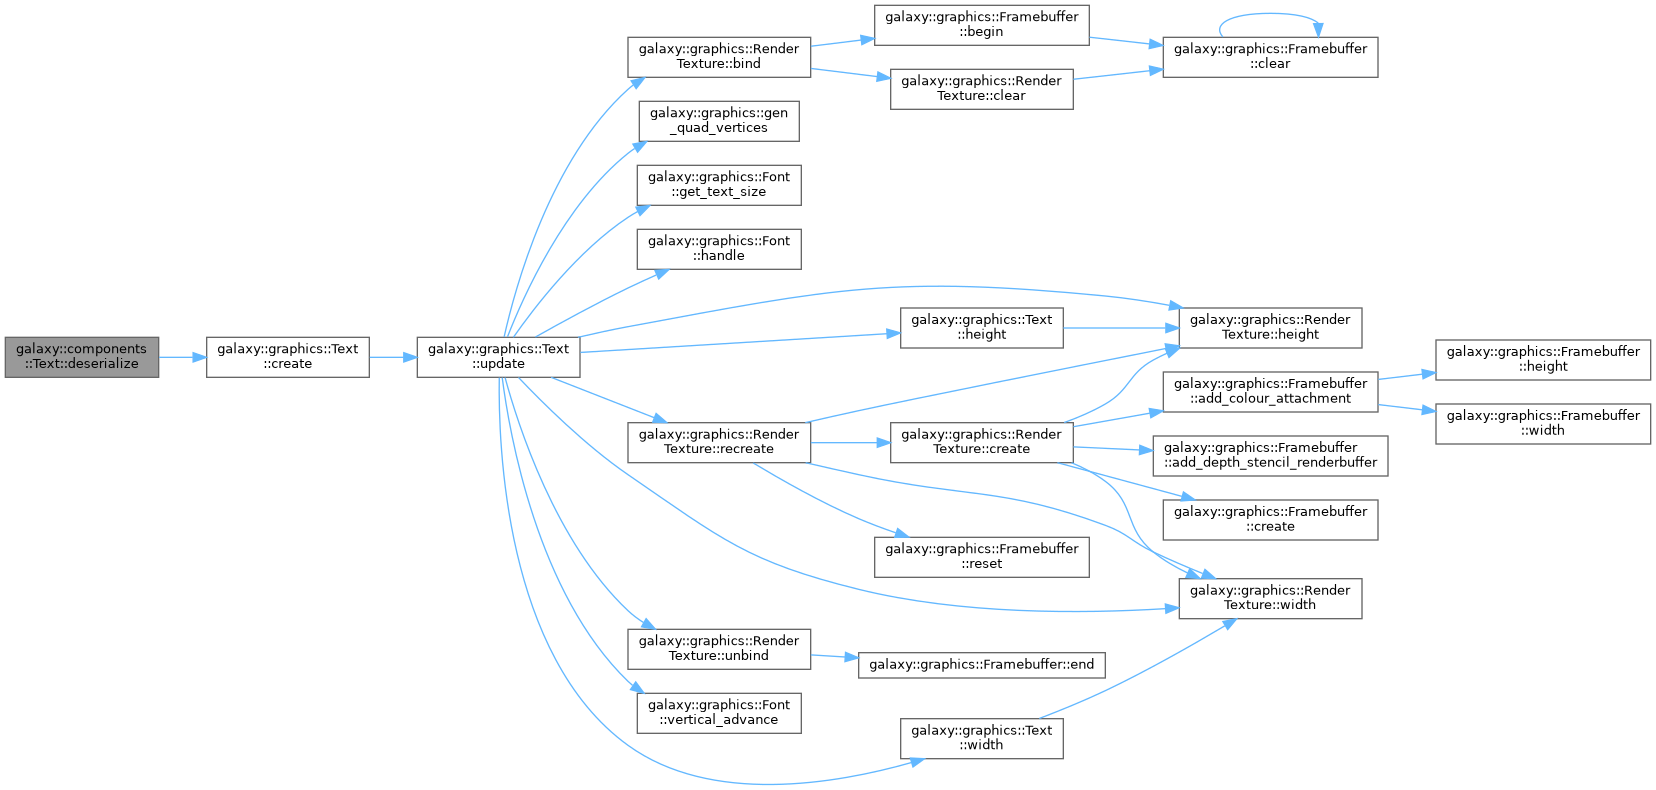 galaxy::components
::Text::deserialize
galaxy::graphics::Text
::create
galaxy::graphics::Text
::update
galaxy::graphics::Render
Texture::bind
galaxy::graphics::Framebuffer
::begin
galaxy::graphics::Framebuffer
::clear
galaxy::graphics::Render
Texture::clear
galaxy::graphics::gen
_quad_vertices
galaxy::graphics::Font
::get_text_size
galaxy::graphics::Font
::handle
galaxy::graphics::Text
::height
galaxy::graphics::Render
Texture::height
galaxy::graphics::Render
Texture::recreate
galaxy::graphics::Render
Texture::create
galaxy::graphics::Framebuffer
::add_colour_attachment
galaxy::graphics::Framebuffer
::height
galaxy::graphics::Framebuffer
::width
galaxy::graphics::Framebuffer
::add_depth_stencil_renderbuffer
galaxy::graphics::Framebuffer
::create
galaxy::graphics::Framebuffer
::reset
galaxy::graphics::Render
Texture::width
galaxy::graphics::Render
Texture::unbind
galaxy::graphics::Framebuffer::end
galaxy::graphics::Font
::vertical_advance
galaxy::graphics::Text
::width